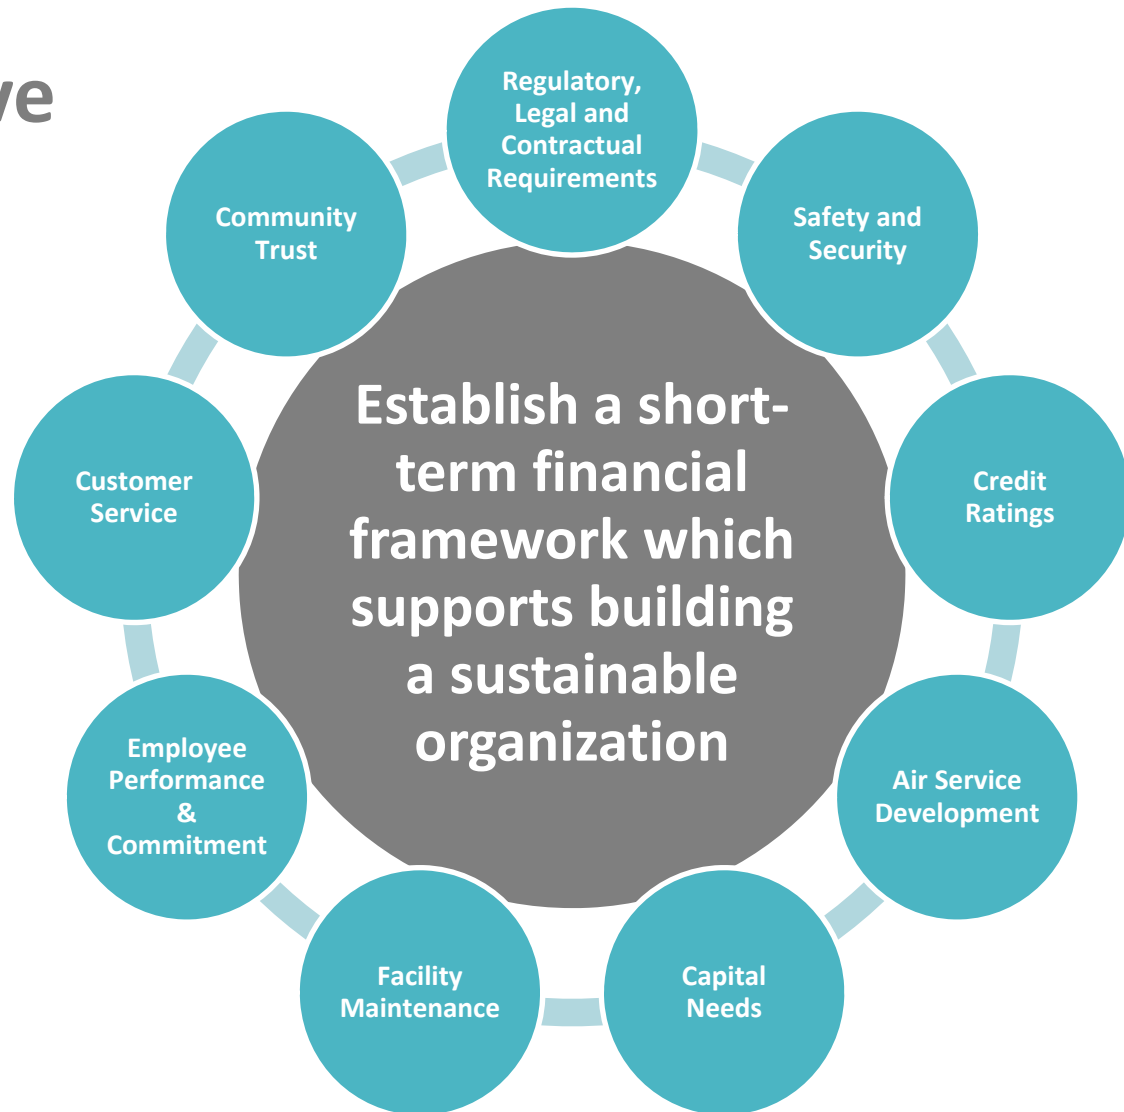 ve
Regulatory,
Legal and
Contractual
Requirements
Safety and
Security
Credit
Ratings
Air Service
Development
Capital
Needs
Facility
Maintenance
Employee
Performance
&
Commitment
Customer
Service
Community
Trust
Establish a short-
term financial
framework which
supports building
a sustainable
organization